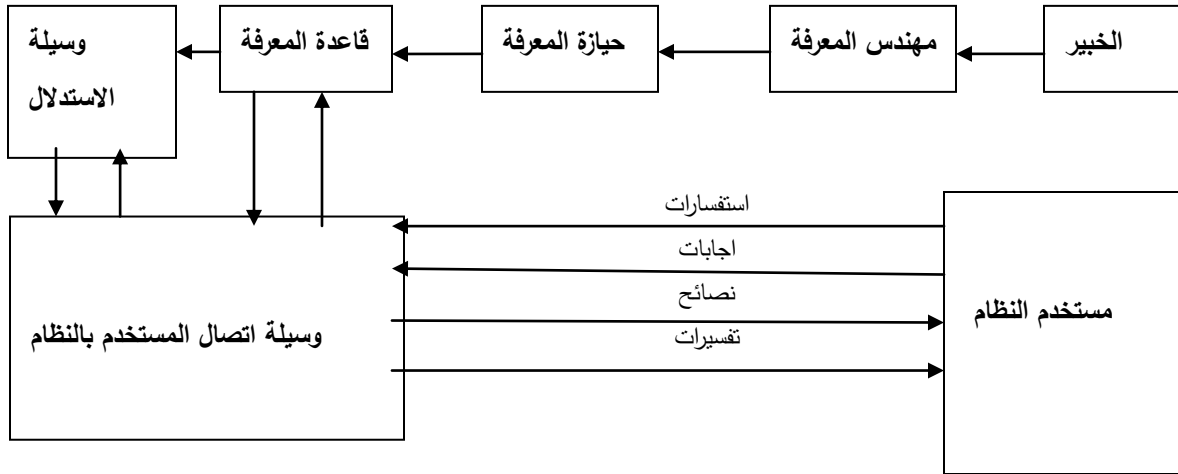 الخبير
مهندس المعرفة
حيازة المعرفة
قاعدة المعرفة
وسيلة
الاستدلال
استفسارات
اجابات
نصائح
تفسيرات
مستخدم النظام
وسيلة اتصال المستخدم بالنظام